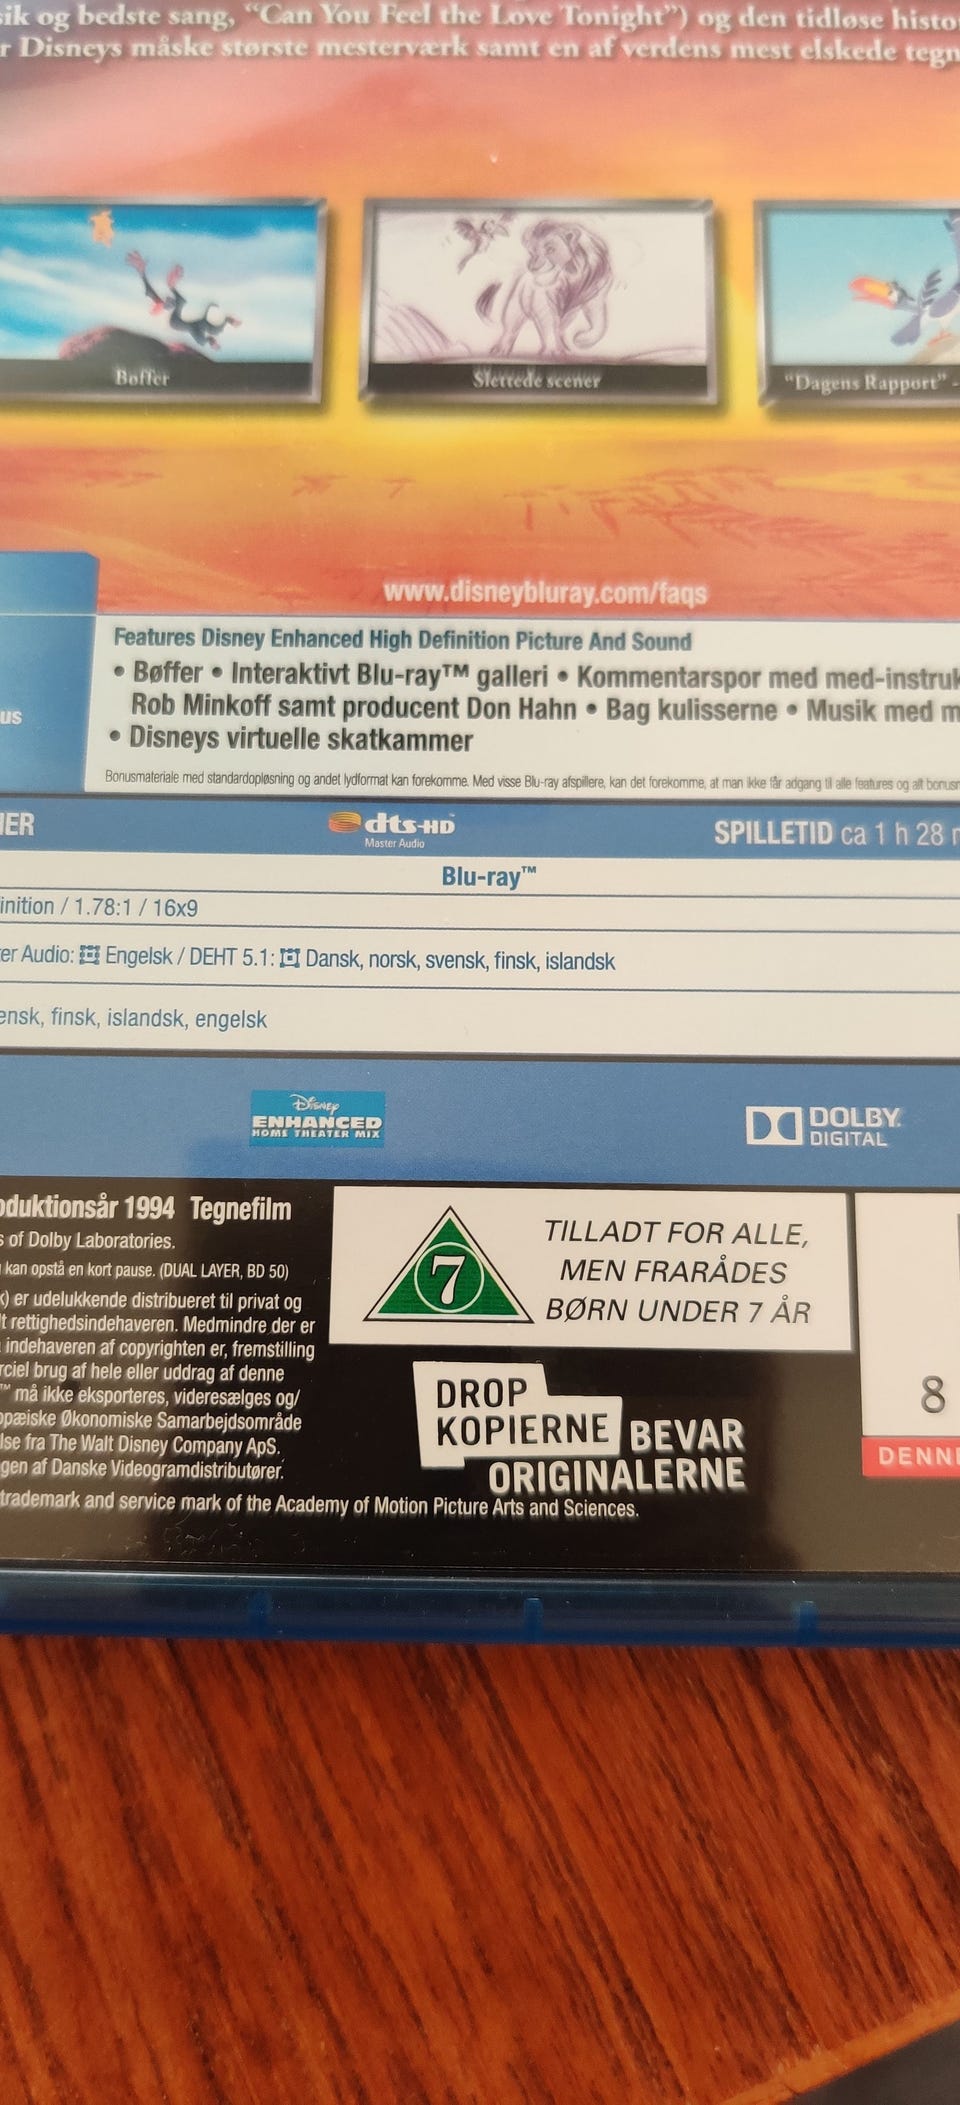 sik og bedste sang, “Can You Feel the Love Tonight”) og den tidløse histo
r Disneys måske største mesterværk samt en af verdens mest elskede tegn
Bøffer
Slettede scener
“Dagens Rapport” -
www.disneybluray.com/faqs
Features Disney Enhanced High Definition Picture And Sound
• Bøffer • Interaktivt Blu-ray™ galleri • Kommentarspor med med-instruk
Rob Minkoff samt producent Don Hahn • Bag kulisserne • Musik med m
us
• Disneys virtuelle skatkammer
Bonusmateriale med standardopløsning og andet lydformat kan forekomme. Med visse Blu-ray afspillere, kan det forekomme, at man ikke får adgang til alle features og alt bonusm
NER
dts-HD
Master Audio
SPILLETID ca 1 h 28 m
Blu-ray™
inition / 1.78:1 / 16x9
er Audio: Engelsk / DEHT 5.1: Dansk, norsk, svensk, finsk, islandsk
ensk, finsk, islandsk, engelsk
Disney
ENHANCED
HOME THEATER MIX
DOLBY
DIGITAL
oduktionsår 1994 Tegnefilm
s of Dolby Laboratories.
kan opstå en kort pause. (DUAL LAYER, BD 50)
k) er udelukkende distribueret til privat og
lt rettighedsindehaveren. Medmindre der er
indehaveren af copyrighten er, fremstilling
rciel brug af hele eller uddrag af denne
™ må ikke eksporteres, videresælges og/
opæiske Økonomiske Samarbejdsområde
lse fra The Walt Disney Company ApS.
gen af Danske Videogramdistributører.
trademark and service mark of the Academy of Motion Picture Arts and Sciences.
7
TILLADT FOR ALLE,
MEN FRARÅDES
BØRN UNDER 7 ÅR
DROP
KOPIERNE BEVAR
ORIGINALERNE
8
DENNE